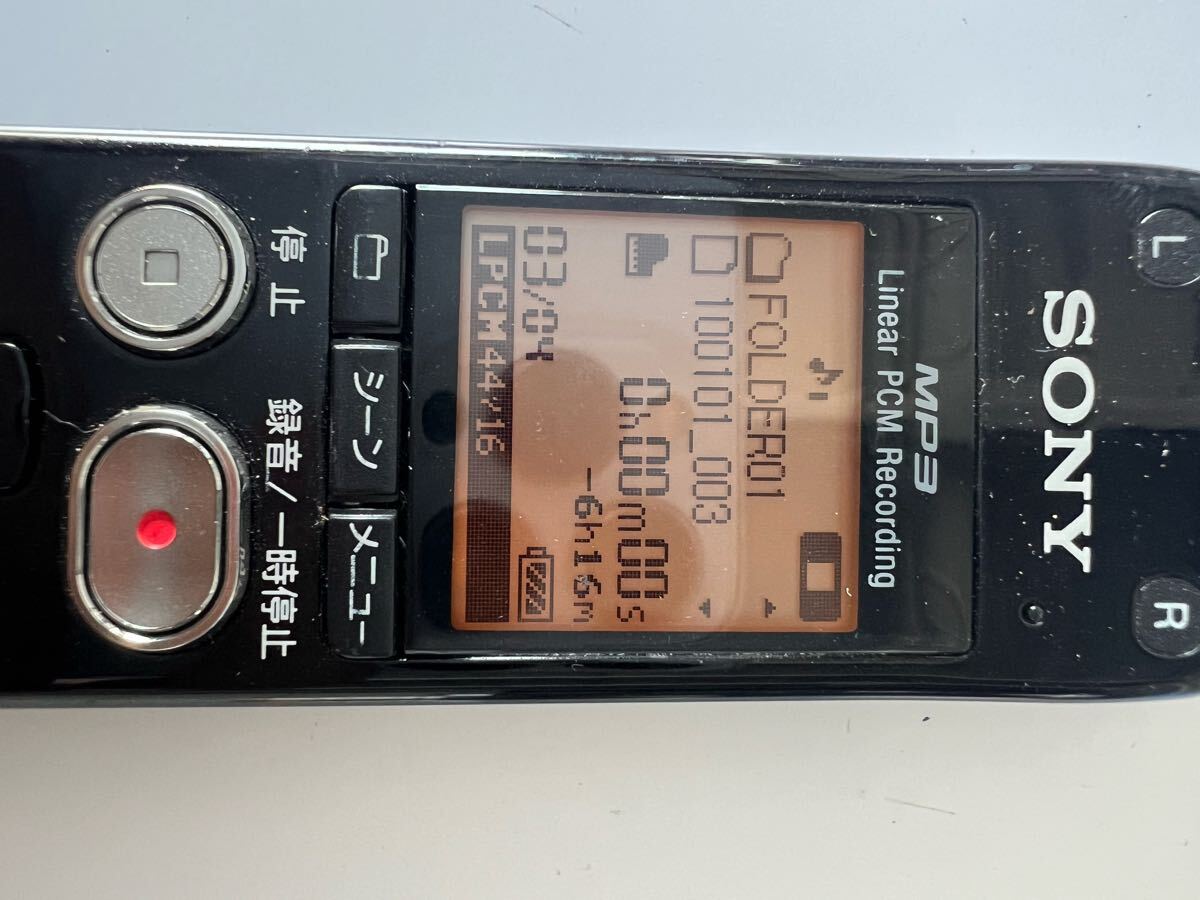 L
R
SONY
MP3
Linear PCM Recording
FOLDER01
100101_003
0h00m00s
-6h16m
03/04
LPCM44/16
シーン
メニュー
停止
録音/一時停止